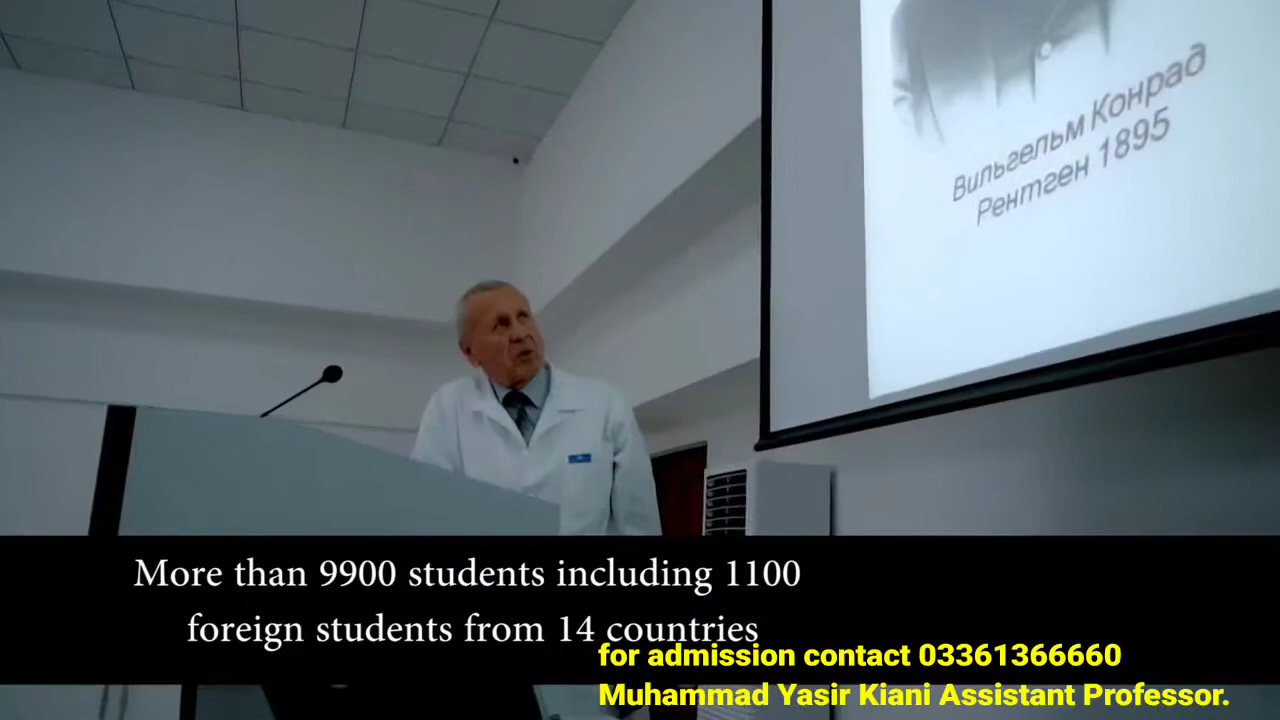 Вильгельм Конрад
Рентген 1895
More than 9900 students including 1100
foreign students from 14 countries
for admission contact 03361366660
Muhammad Yasir Kiani Assistant Professor.